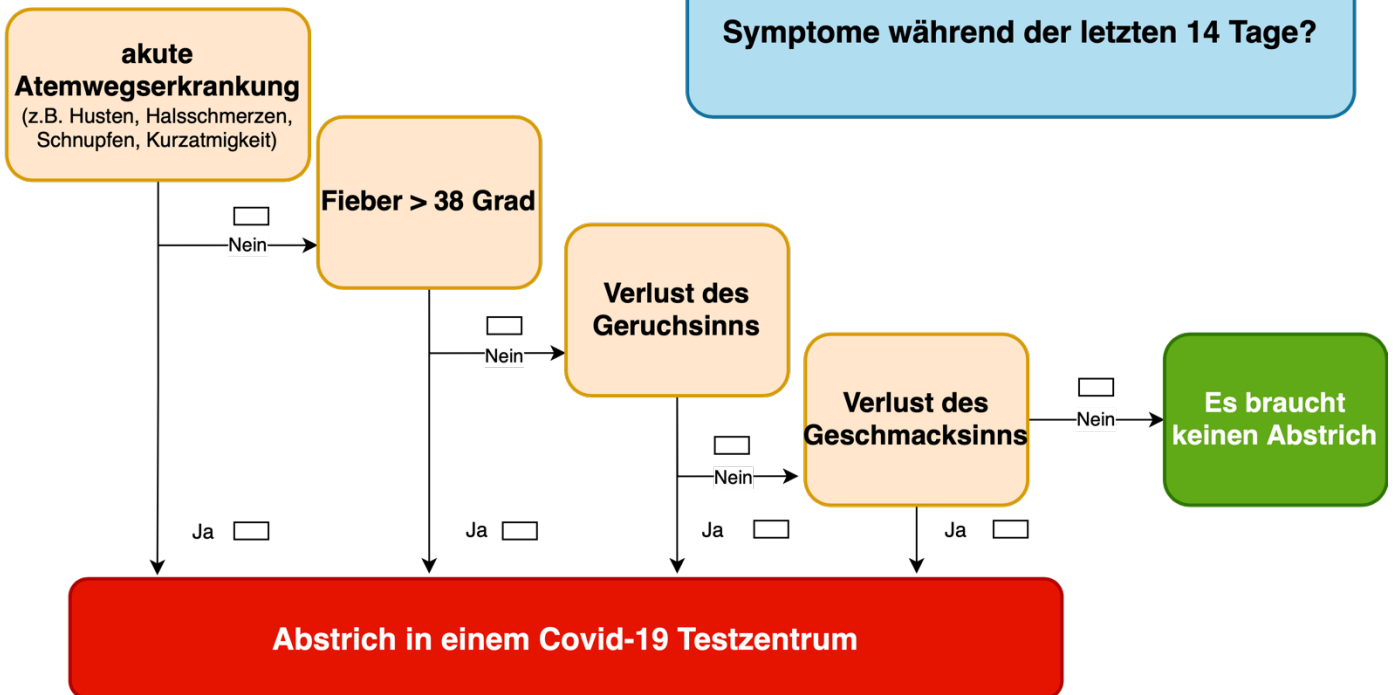 Symptome während der letzten 14 Tage?
akute
Atemwegserkrankung
(z.B. Husten, Halsschmerzen,
Schnupfen, Kurzatmigkeit)
Nein
Fieber > 38 Grad
Nein
Verlust des
Geruchsinns
Nein
Verlust des
Geschmacksinns
Nein
Es braucht
keinen Abstrich
Ja
Ja
Ja
Ja
Abstrich in einem Covid-19 Testzentrum